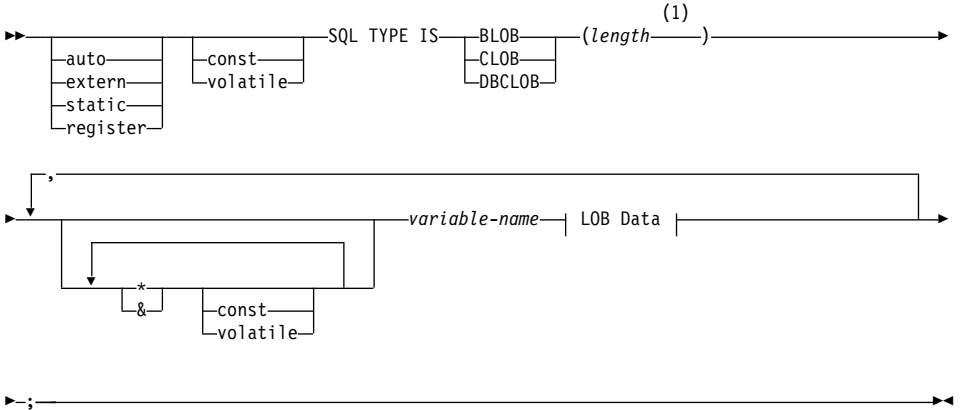 (1)
SQL TYPE IS BLOB (length )
auto const CLOB
extern volatile DBCLOB
static
register
,
variable-name LOB Data
*
& const
volatile
;